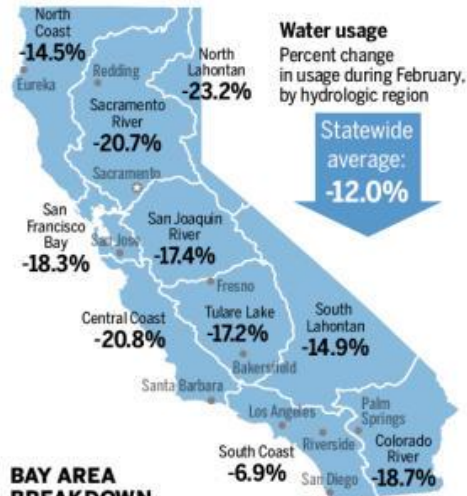 North
Coast
-14.5%
Eureka
Redding
North
Lahontan
-23.2%
Water usage
Percent change
in usage during February,
by hydrologic region
Statewide
average:
-12.0%
Sacramento
River
-20.7%
Sacramento
San
Francisco
Bay
-18.3%
San Jose
San Joaquin
River
-17.4%
Fresno
Central Coast
-20.8%
Tulare Lake
-17.2%
Bakersfield
South
Lahontan
-14.9%
Santa Barbara
Los Angeles
Palm
Springs
Riverside
South Coast
-6.9%
San Diego
Colorado
River
-18.7%
BAY AREA
BREAKDOWN